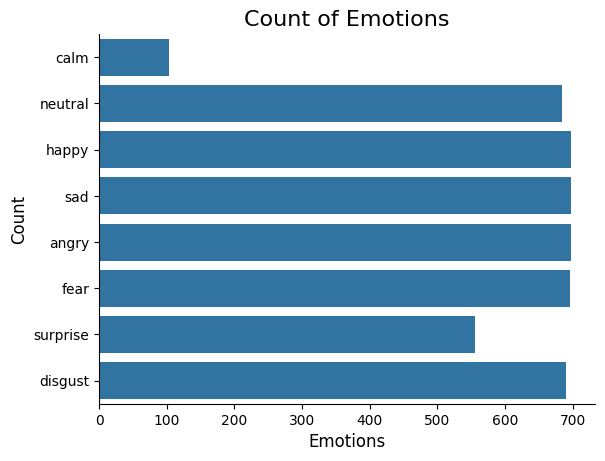 Count of Emotions
calm
neutral
happy
sad
angry
fear
surprise
disgust
Count
0 100 200 300 400 500 600 700
Emotions